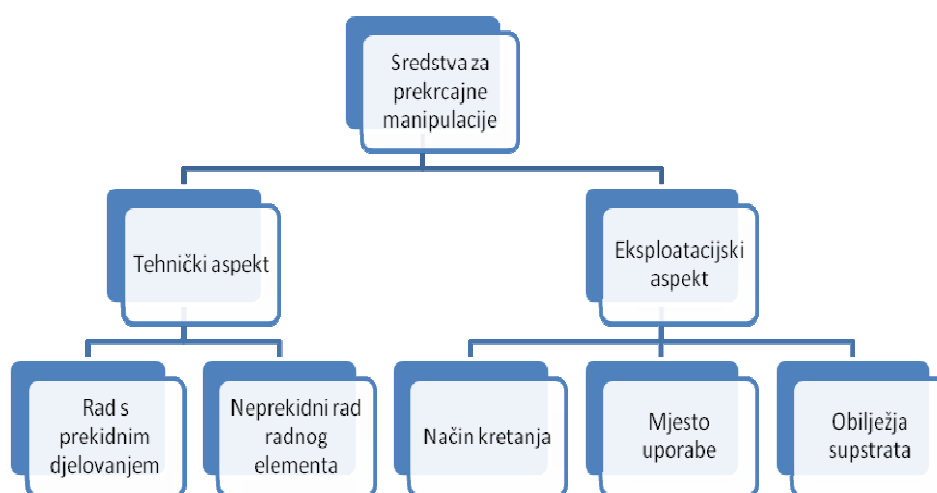 Sredstva za
prekrcajne
manipulacije
Tehnički aspekt
Eksploatacijski
aspekt
Rad s
prekidnim
djelovanjem
Neprekidni rad
radnog
elementa
Način kretanja
Mjesto
uporabe
Obilježja
supstrata